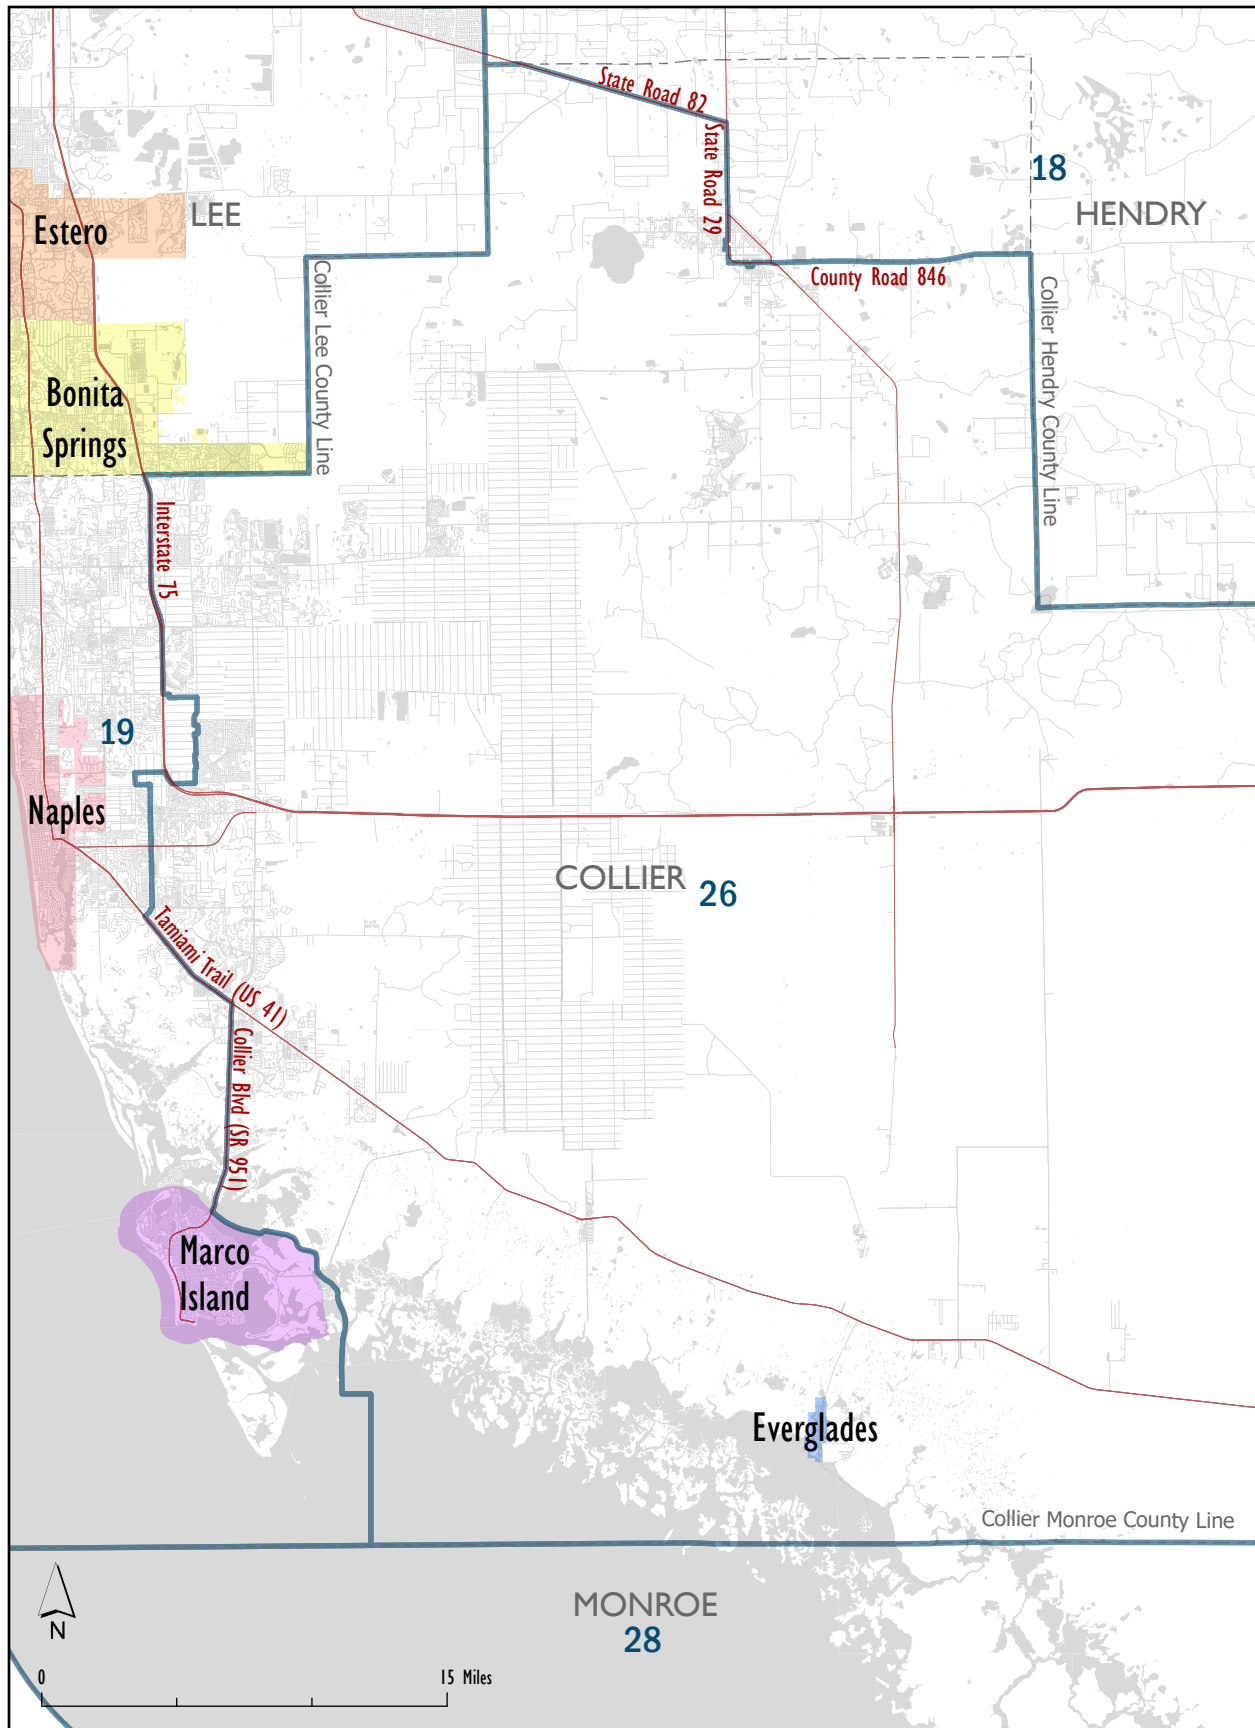 State Road 82
State Road 29
18
HENDRY
LEE
Estero
County Road 846
Collier Lee County Line
Collier Hendry County Line
Bonita
Springs
Interstate 75
19
Naples
COLLIER
26
Tamiami Trail (US 41)
Collier Blvd (SR 951)
Marco
Island
Everglades
Collier Monroe County Line
MONROE
28
N
0
15 Miles